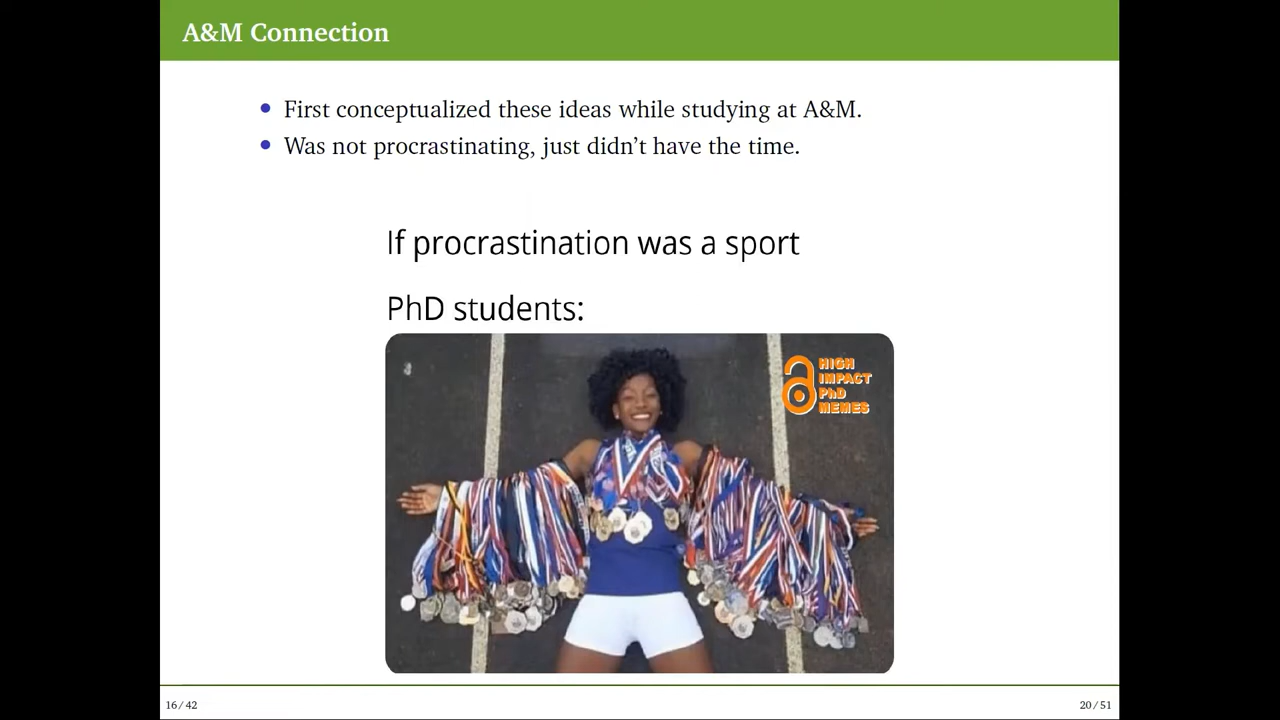 A&M Connection
First conceptualized these ideas while studying at A&M.
Was not procrastinating, just didn't have the time.
If procrastination was a sport
PhD students:
HIGH
IMPACT
PhD
MEMES
16/42
20/51